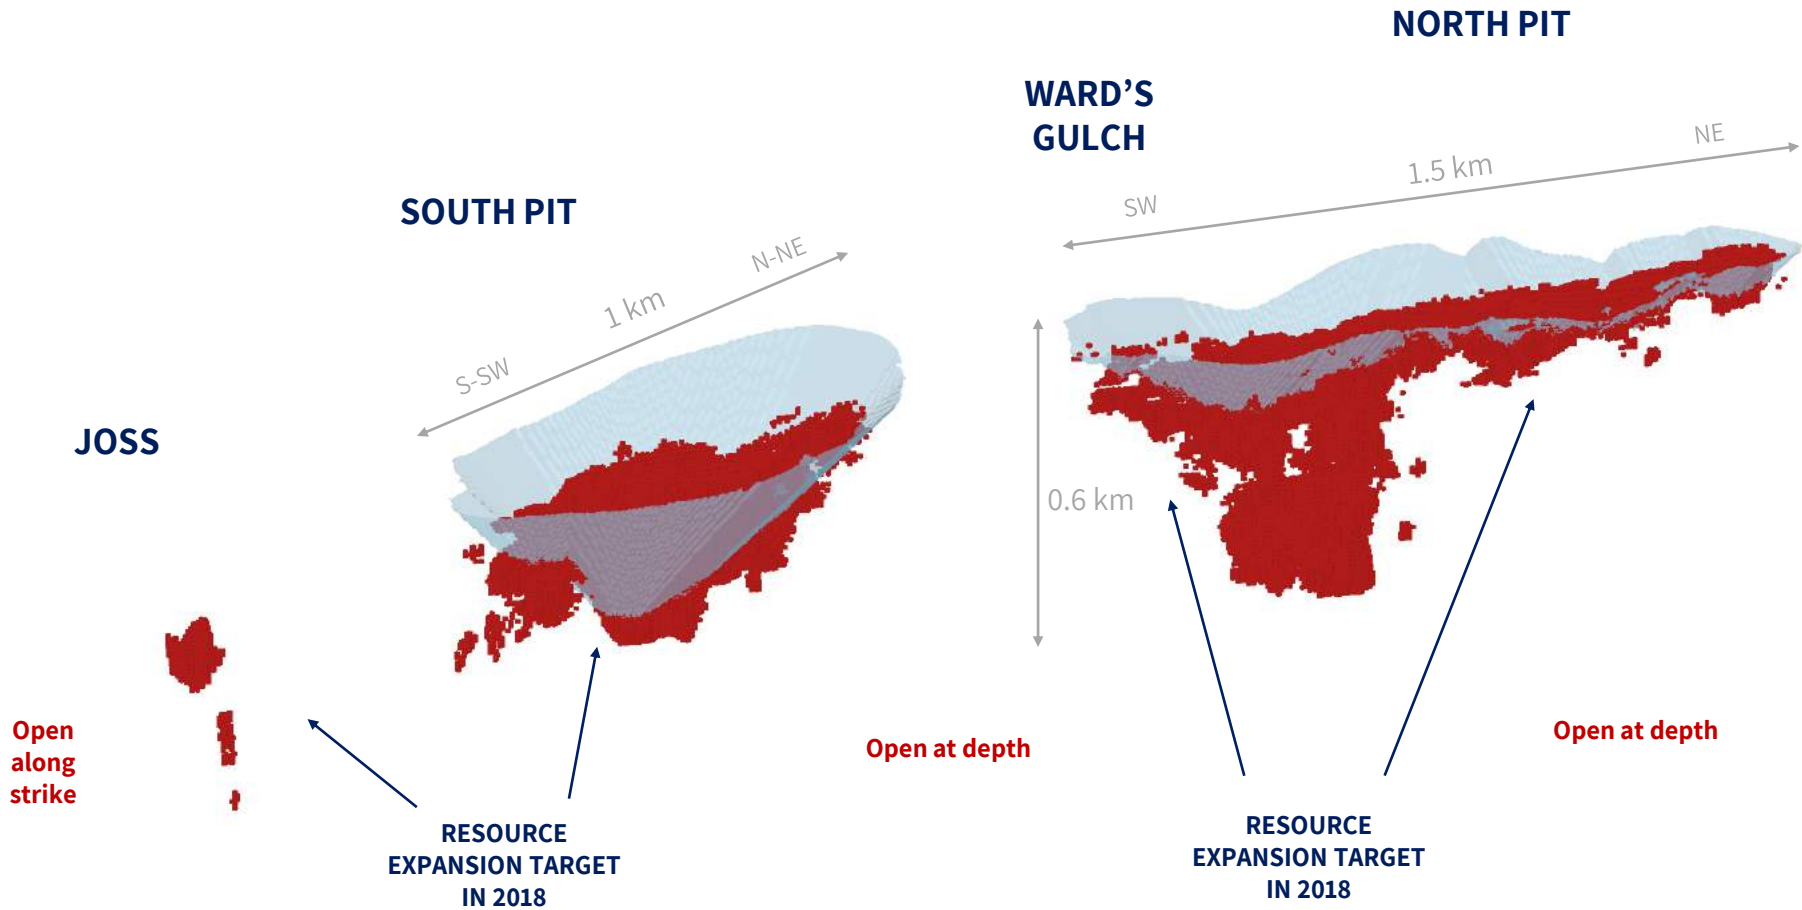 NORTH PIT
WARD’S
GULCH
NE
1.5 km
SW
SOUTH PIT
N-NE
1 km
S-SW
JOSS
0.6 km
Open
along
strike
Open at depth
Open at depth
RESOURCE
EXPANSION TARGET
IN 2018
RESOURCE
EXPANSION TARGET
IN 2018